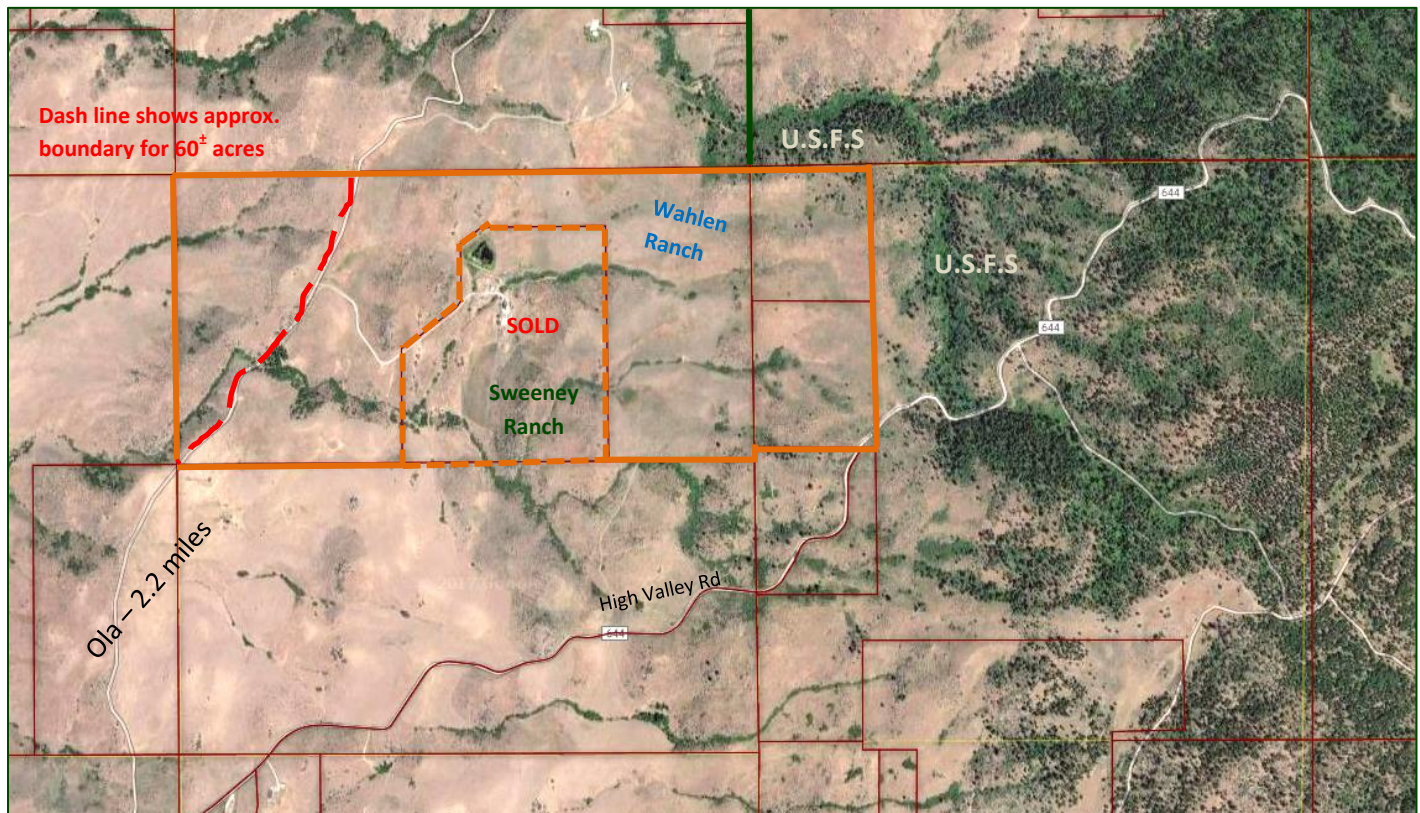 Dash line shows approx.
boundary for 60± acres
U.S.F.S
644
Wahlen
Ranch
U.S.F.S
644
SOLD
Sweeney
Ranch
Ola – 2.2 miles
High Valley Rd
644